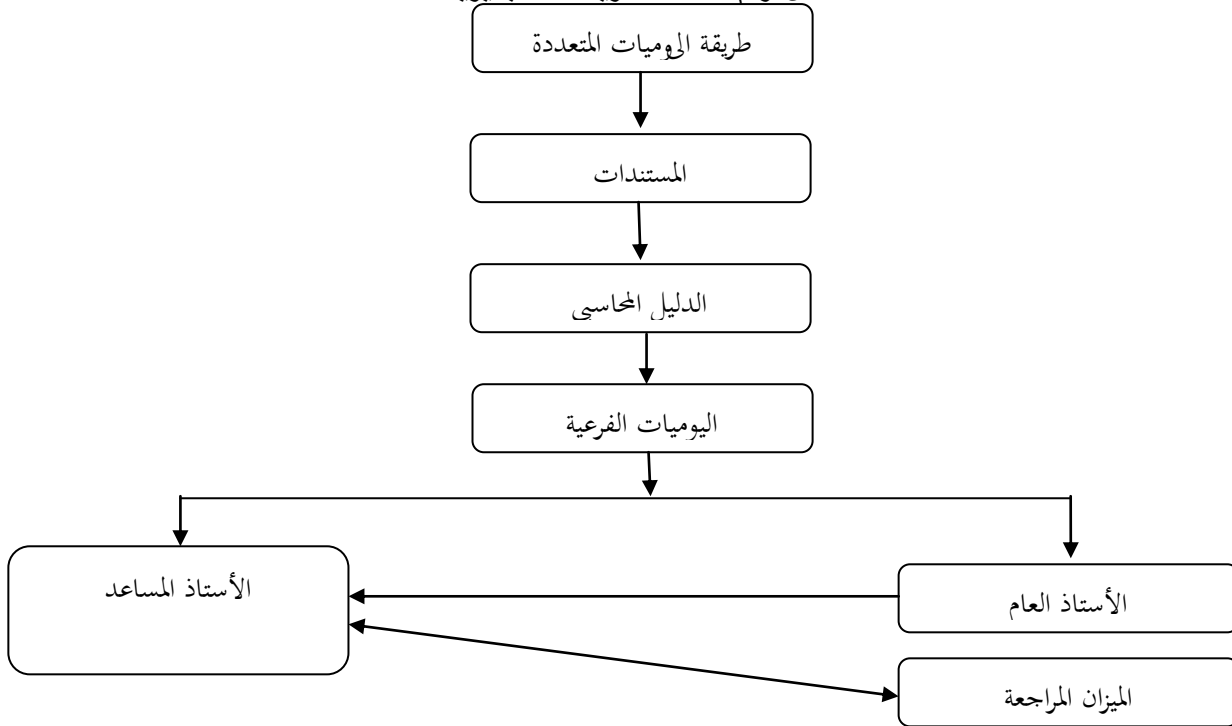 طريقة اليوميات المتعددة
المستندات
الدليل المحاسبي
اليوميات الفرعية
الأستاذ المساعد
الأستاذ العام
الميزان المراجعة